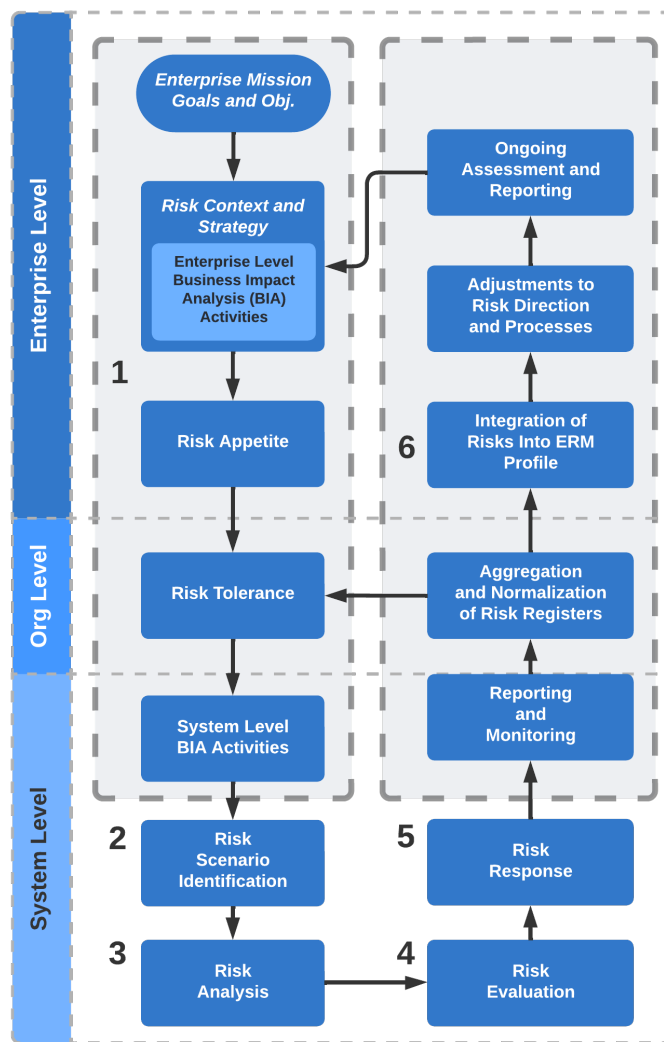 Enterprise Level
Org Level
System Level
Enterprise Mission
Goals and Obj.
Risk Context and
Strategy
Enterprise Level
Business Impact
Analysis (BIA)
Activities
1
Risk Appetite
Risk Tolerance
System Level
BIA Activities
2
Risk
Scenario
Identification
3
Risk
Analysis
4
Risk
Evaluation
5
Risk
Response
Reporting
and
Monitoring
Aggregation
and Normalization
of Risk Registers
6
Integration of
Risks Into ERM
Profile
Adjustments to
Risk Direction
and Processes
Ongoing
Assessment and
Reporting